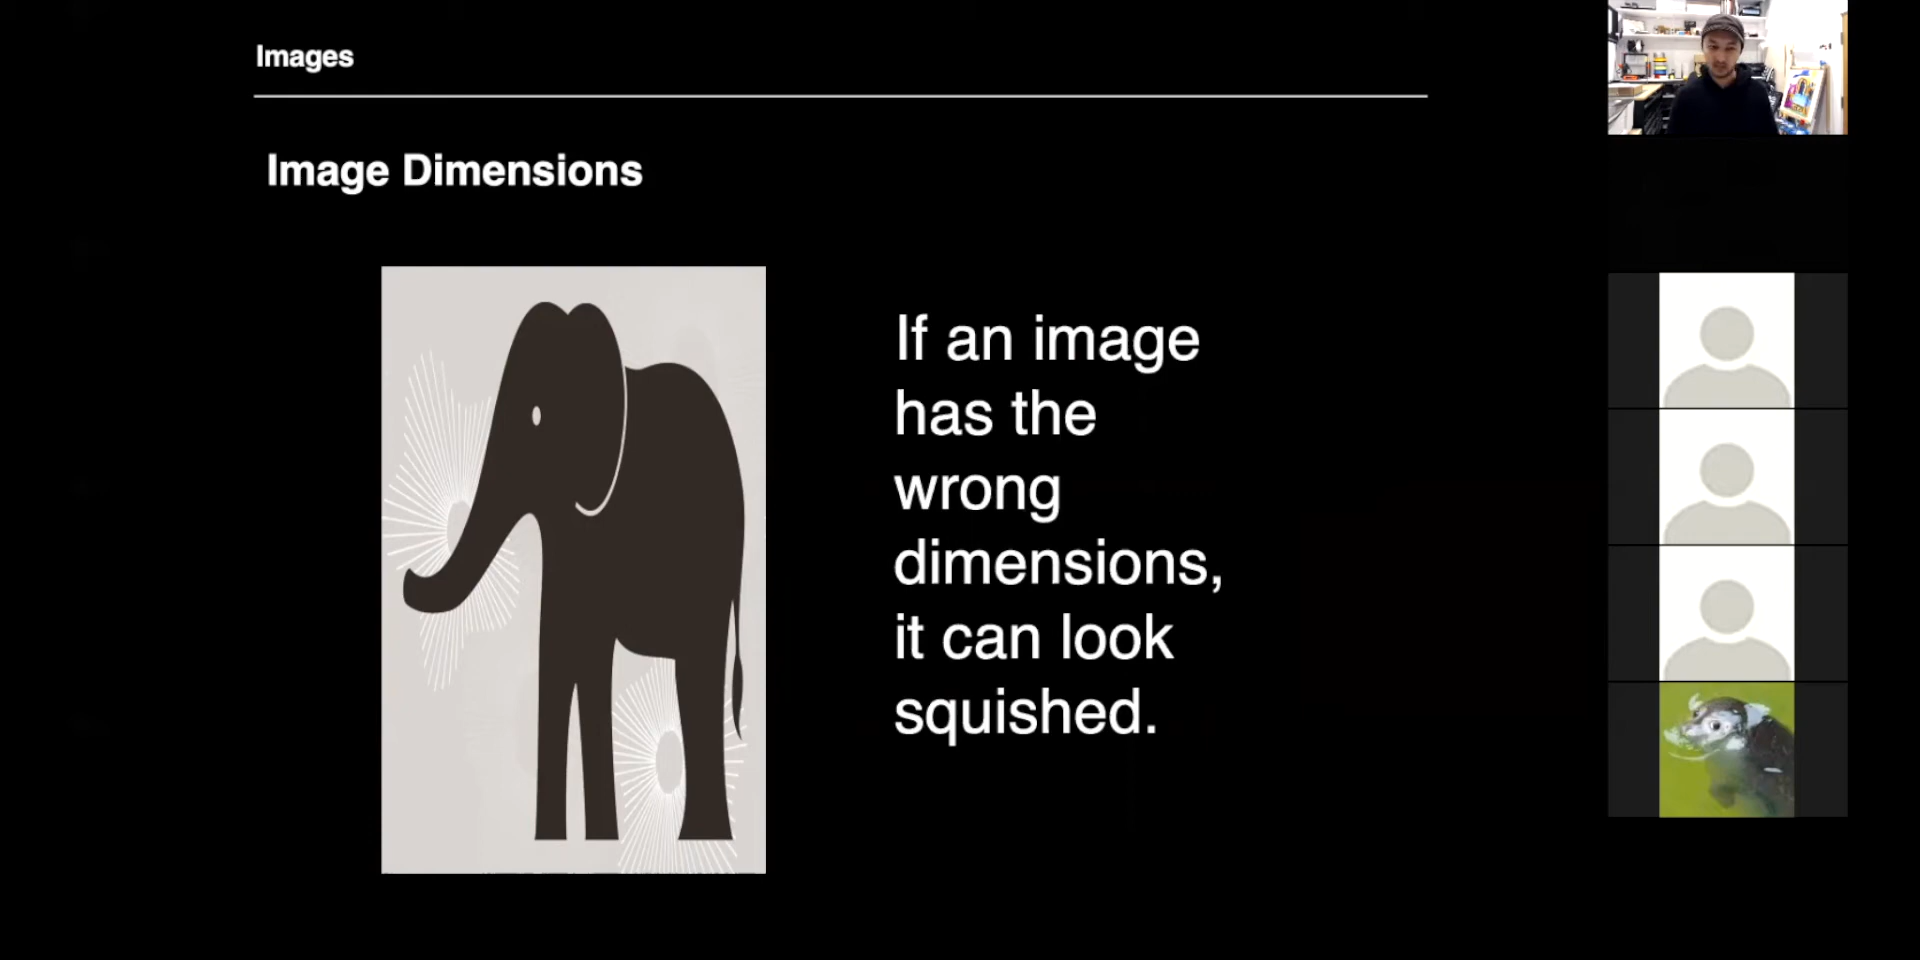 Images
Image Dimensions
If an image
has the
wrong
dimensions,
it can look
squished.